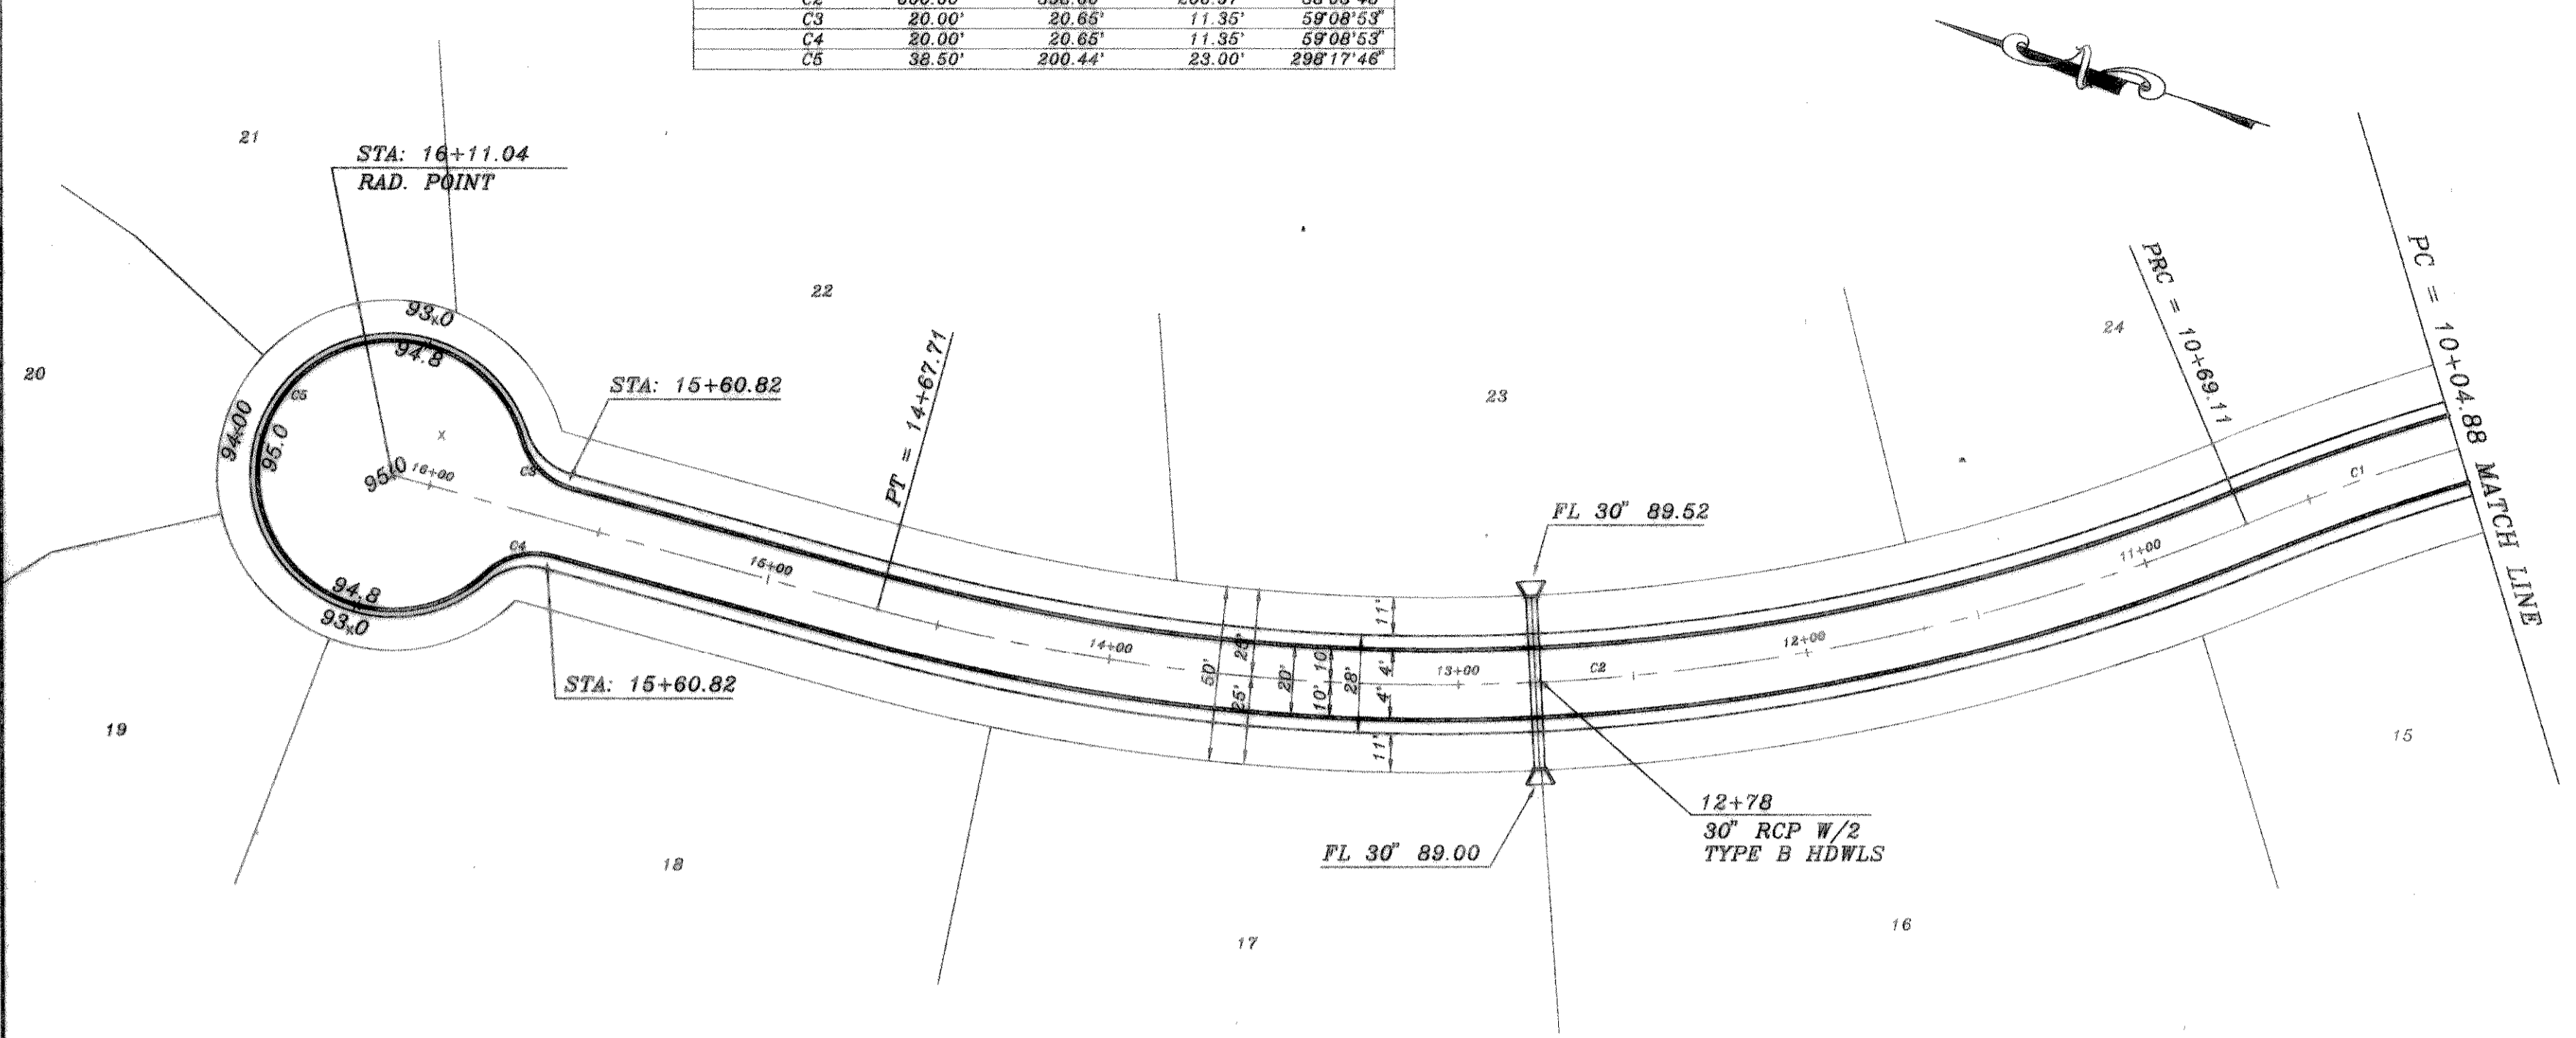 C3 20.00' 20.65' 11.35' 59°08'53"
C4 20.00' 20.65' 11.35' 59°08'53"
C5 38.50' 200.44' 23.00' 298°17'46"
21
STA: 16+11.04
RAD. POINT
93.0
94.8
20
C5
94.00
95.0
95.0
16+00
C3
C4
94.8
93.0
19
STA: 15+60.82
STA: 15+60.82
22
PT = 14+67.71
15+00
14+00
18
17
50'
25'
25'
20'
10'
10'
28'
11'
4'
4'
11'
13+00
23
FL 30" 89.52
FL 30" 89.00
C2
12+00
12+78
30" RCP W/2
TYPE B HDWLS
16
24
PRC = 10+69.11
11+00
C1
PC = 10+04.88 MATCH LINE
15